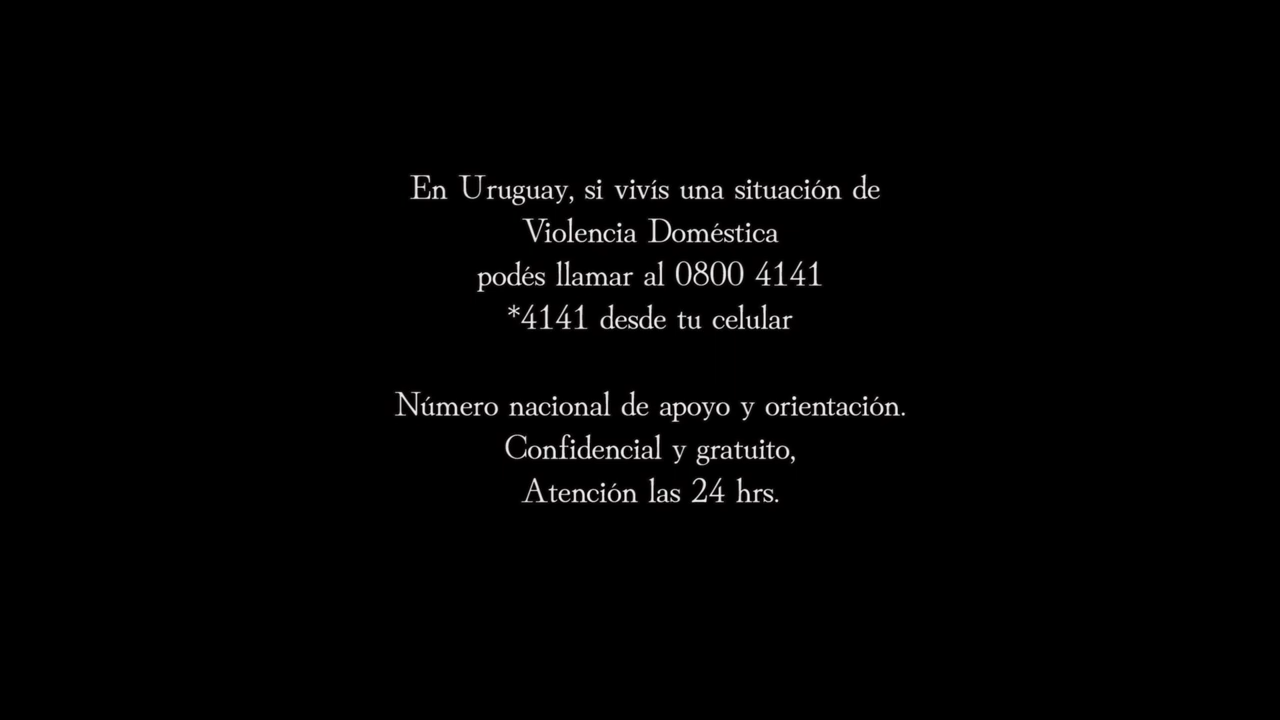 En Uruguay, si vivís una situación de
Violencia Doméstica
podés llamar al 0800 4141
*4141 desde tu celular
Número nacional de apoyo y orientación.
Confidencial y gratuito,
Atención las 24 hrs.